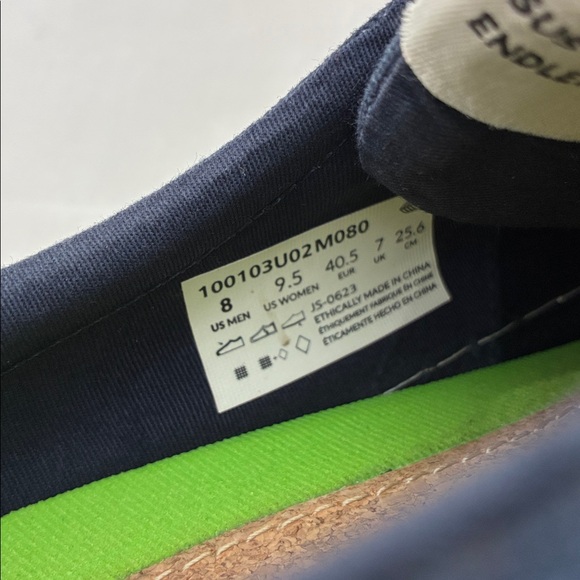 ENDLE
100103U02M080
8 9.5 40.5 7 25.6
US MEN US WOMEN EUR UK CM
JS-0623
ETHICALLY MADE IN CHINA
ÉTHIQUEMENT FABRIQUÉ EN CHINE
ÉTICAMENTE HECHO EN CHINA